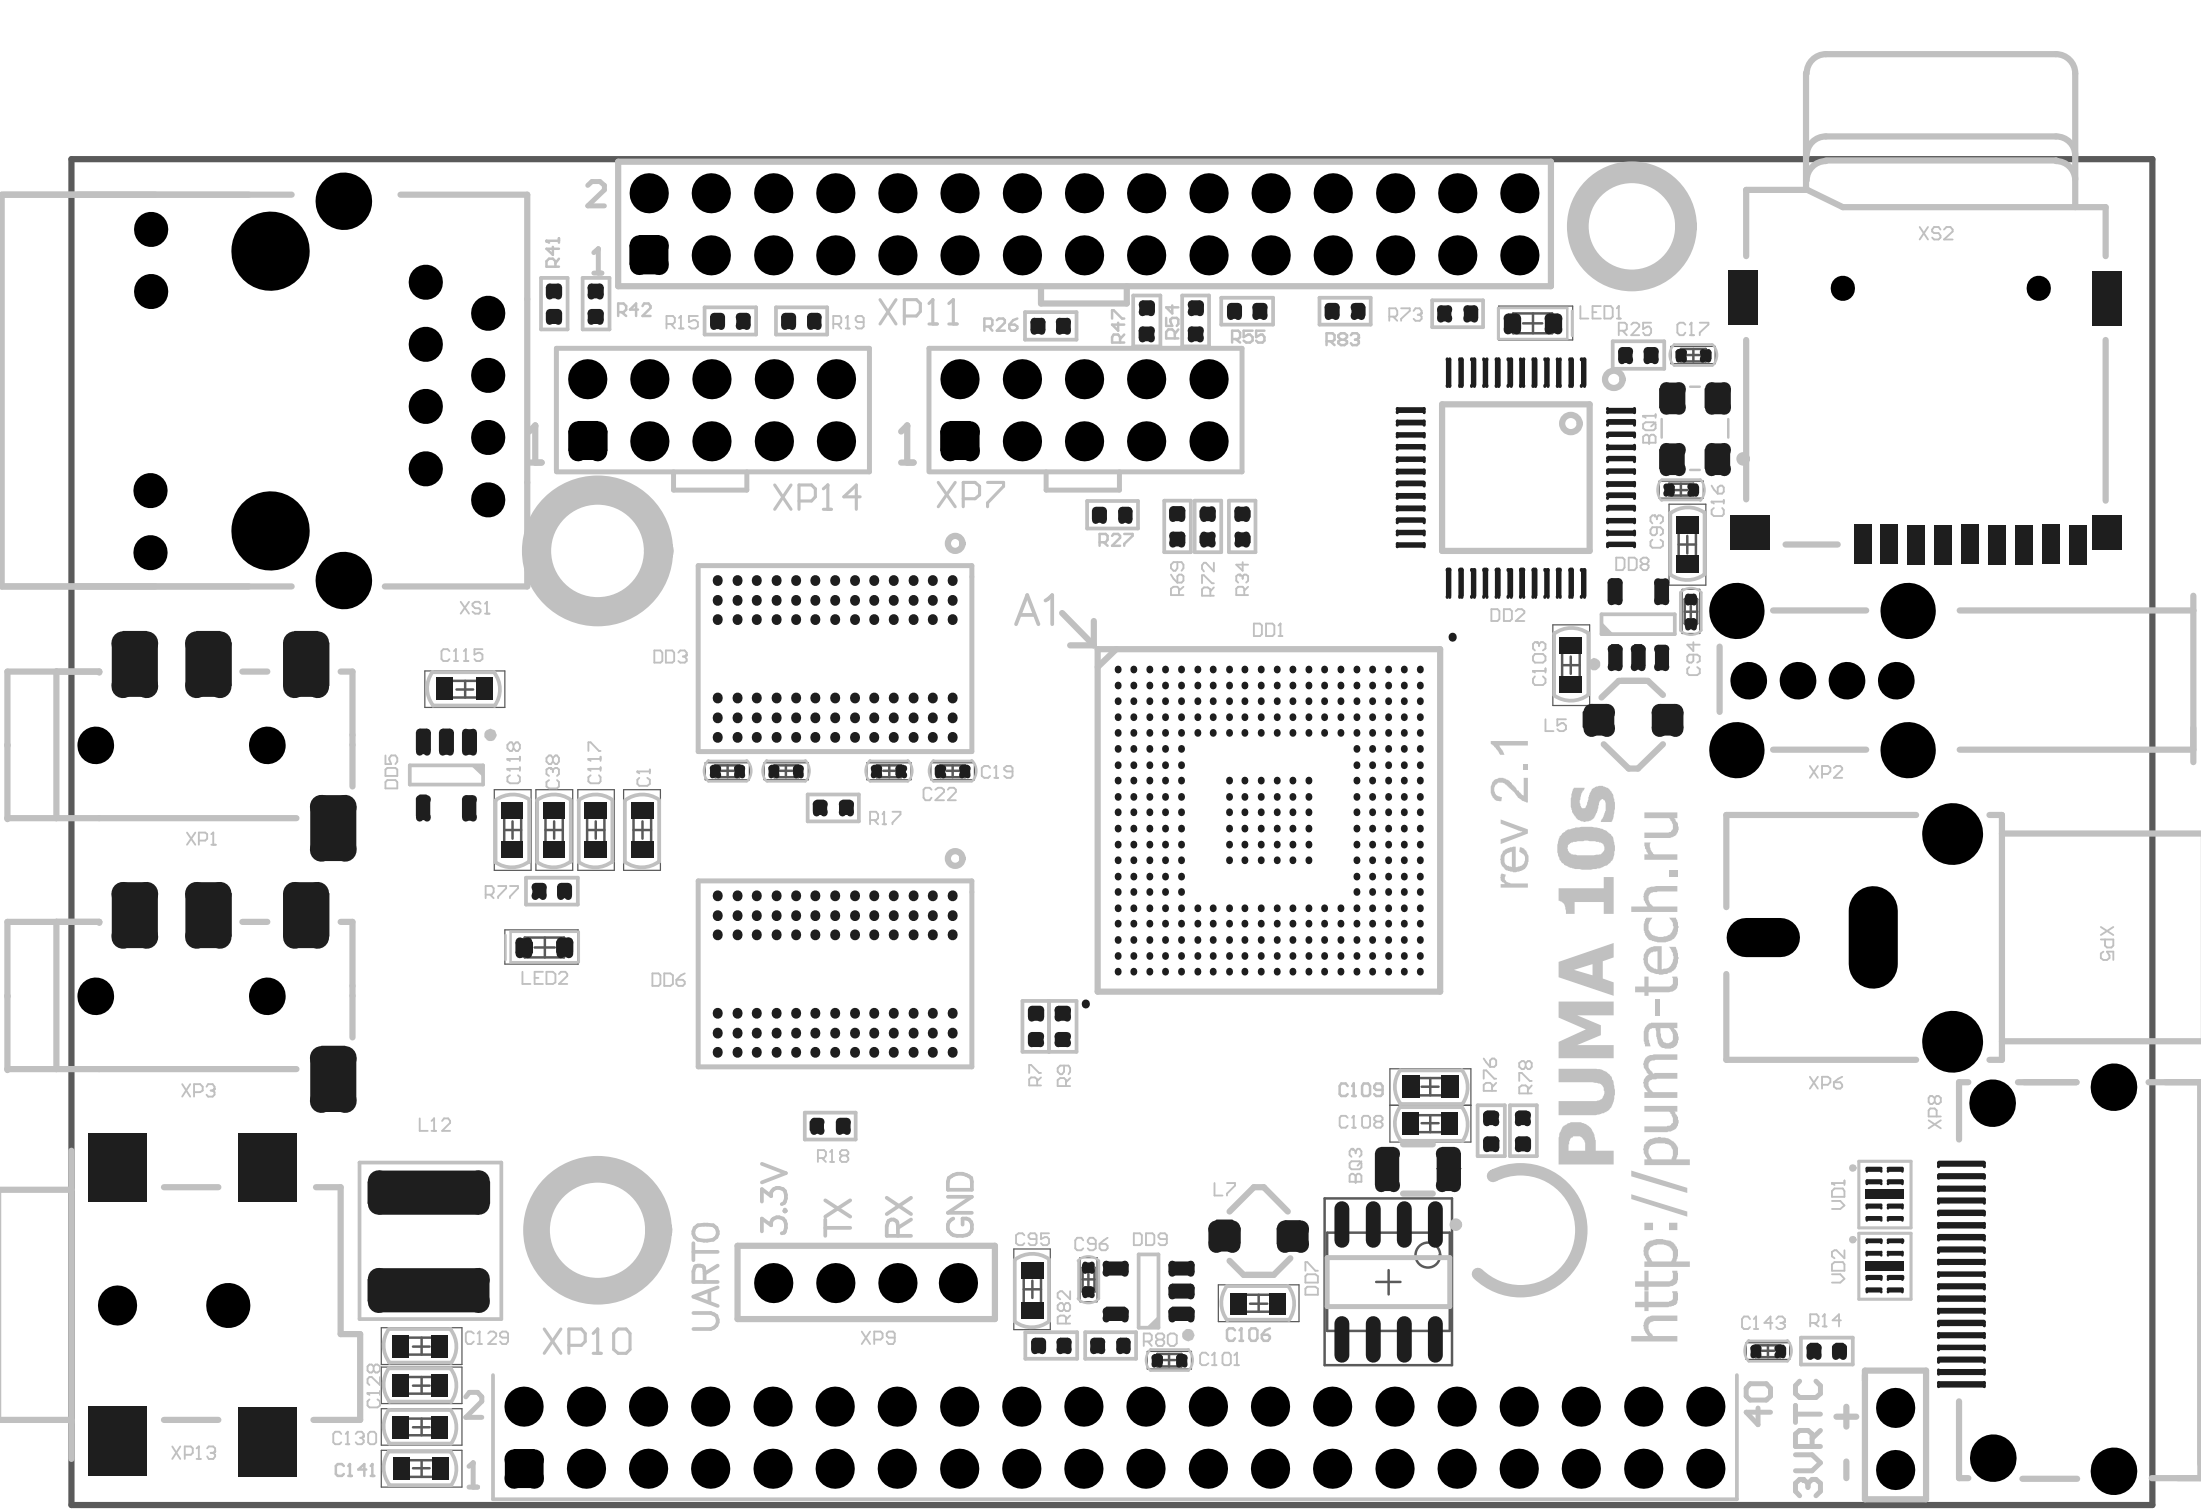 XS2
2
R41
1
R42
R15
R19
XP11
R26
R47
R54
R55
R83
R73
LED1
R25
C17
BQ1
1
1
XP14
XP7
C16
C93
R27
R69
R72
R34
DD8
XS1
A1
DD1
DD2
C115
DD3
C103
C94
L5
rev 2.1
DD5
C118
C38
C117
C1
C19
C22
R17
XP2
XP1
PUMA 10s
http://puma-tech.ru
R77
LED2
DD6
XP5
XP3
R7
R9
C109
C108
R76
R78
XP6
XP8
L12
R18
BQ3
VD1
VD2
UART0
3.3V
TX
RX
GND
L7
C95
C96
DD9
DD7
R82
R80
C101
C106
XP9
XP10
C129
C128
C130
C141
2
1
XP13
C143
R14
40
3VRTC
+
-